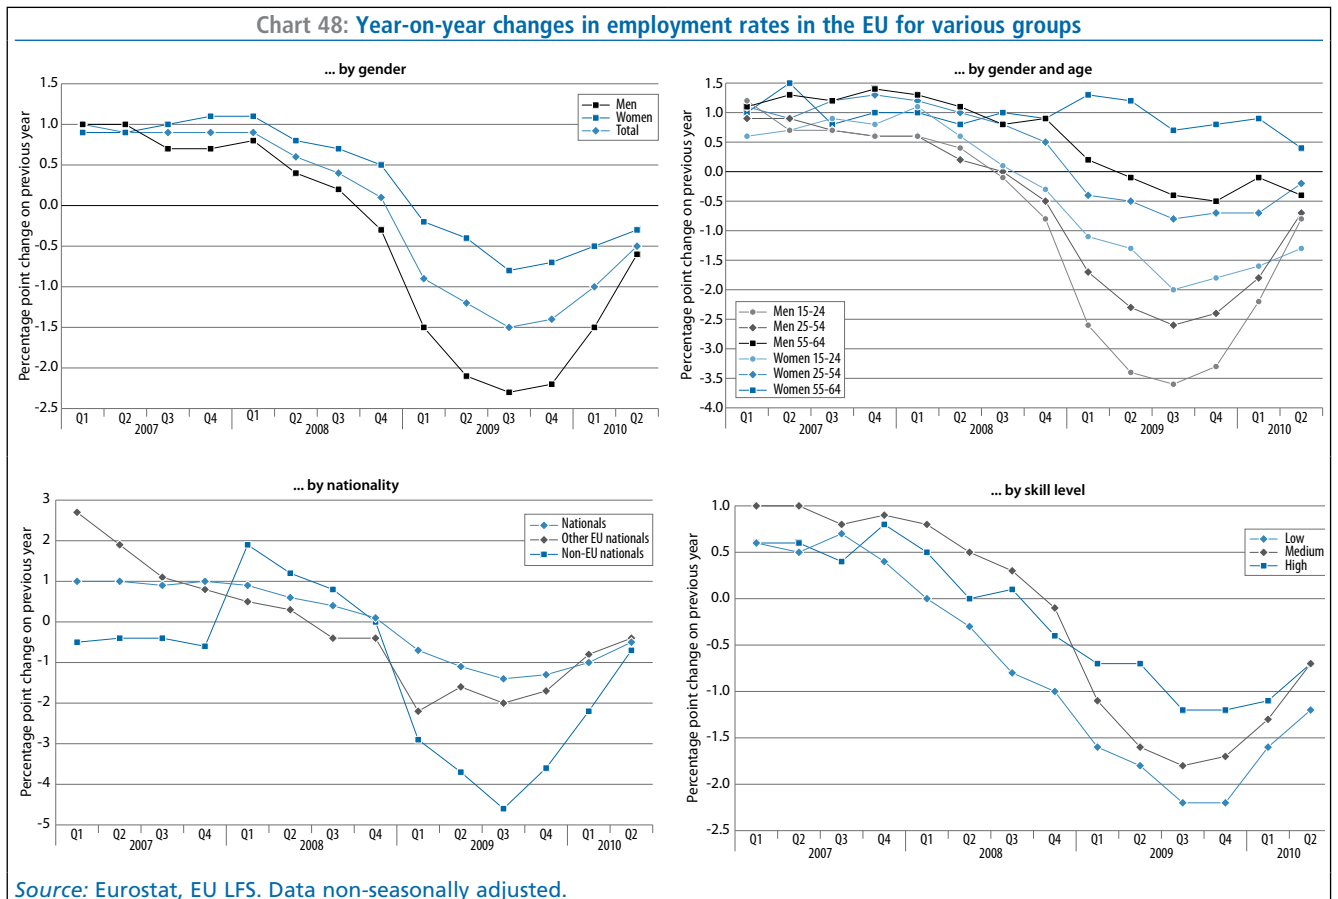 Chart 48: Year-on-year changes in employment rates in the EU for various groups
... by gender
Percentage point change on previous year
1.5
1.0
0.5
0.0
-0.5
-1.0
-1.5
-2.0
-2.5
Men
Women
Total
Q1 Q2 Q3 Q4 Q1 Q2 Q3 Q4 Q1 Q2 Q3 Q4 Q1 Q2
2007 2008 2009 2010
... by gender and age
Percentage point change on previous year
1.5
1.0
0.5
0.0
-0.5
-1.0
-1.5
-2.0
-2.5
-3.0
-3.5
-4.0
Men 15-24
Men 25-54
Men 55-64
Women 15-24
Women 25-54
Women 55-64
Q1 Q2 Q3 Q4 Q1 Q2 Q3 Q4 Q1 Q2 Q3 Q4 Q1 Q2
2007 2008 2009 2010
... by nationality
Percentage point change on previous year
3
2
1
0
-1
-2
-3
-4
-5
Nationals
Other EU nationals
Non-EU nationals
Q1 Q2 Q3 Q4 Q1 Q2 Q3 Q4 Q1 Q2 Q3 Q4 Q1 Q2
2007 2008 2009 2010
... by skill level
Percentage point change on previous year
1.0
0.5
0.0
-0.5
-1.0
-1.5
-2.0
-2.5
Low
Medium
High
Q1 Q2 Q3 Q4 Q1 Q2 Q3 Q4 Q1 Q2 Q3 Q4 Q1 Q2
2007 2008 2009 2010
Source: Eurostat, EU LFS. Data non-seasonally adjusted.